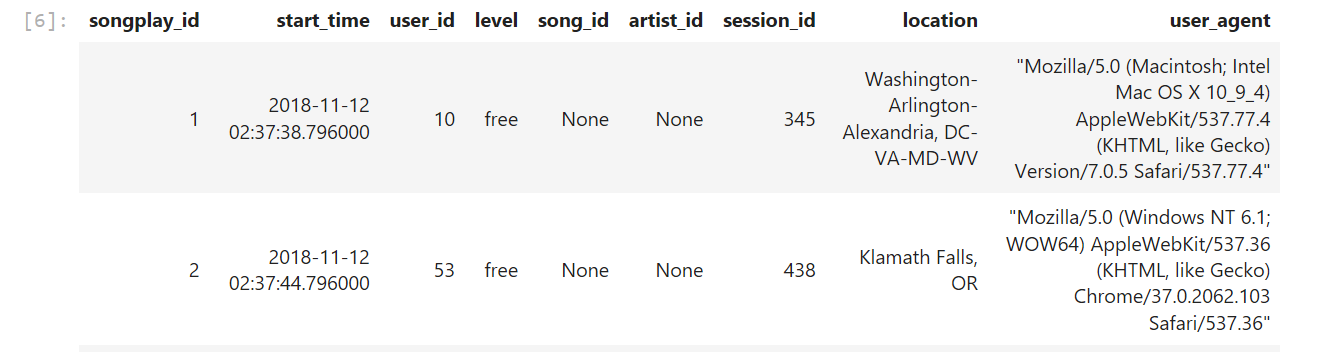 [6]: songplay_id start_time user_id level song_id artist_id session_id location user_agent
1 2018-11-12 02:37:38.796000 10 free None None 345 Washington-Arlington-Alexandria, DC-VA-MD-WV "Mozilla/5.0 (Macintosh; Intel Mac OS X 10_9_4) AppleWebKit/537.77.4 (KHTML, like Gecko) Version/7.0.5 Safari/537.77.4"
2 2018-11-12 02:37:44.796000 53 free None None 438 Klamath Falls, OR "Mozilla/5.0 (Windows NT 6.1; WOW64) AppleWebKit/537.36 (KHTML, like Gecko) Chrome/37.0.2062.103 Safari/537.36"